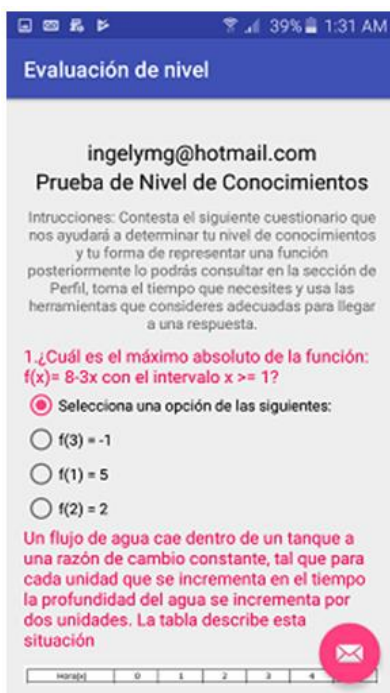 39% 1:31 AM
Evaluación de nivel
ingelymg@hotmail.com
Prueba de Nivel de Conocimientos
Intrucciones: Contesta el siguiente cuestionario que
nos ayudará a determinar tu nivel de conocimientos
y tu forma de representar una función
posteriormente lo podrás consultar en la sección de
Perfil, toma el tiempo que necesites y usa las
herramientas que consideres adecuadas para llegar
a una respuesta.
1.¿Cuál es el máximo absoluto de la función:
f(x)= 8-3x con el intervalo x >= 1?
Selecciona una opción de las siguientes:
f(3) = -1
f(1) = 5
f(2) = 2
Un flujo de agua cae dentro de un tanque a
una razón de cambio constante, tal que para
cada unidad que se incrementa en el tiempo
la profundidad del agua se incrementa por
dos unidades. La tabla describe esta
situación
Hora(x) 0 1 2 3 4